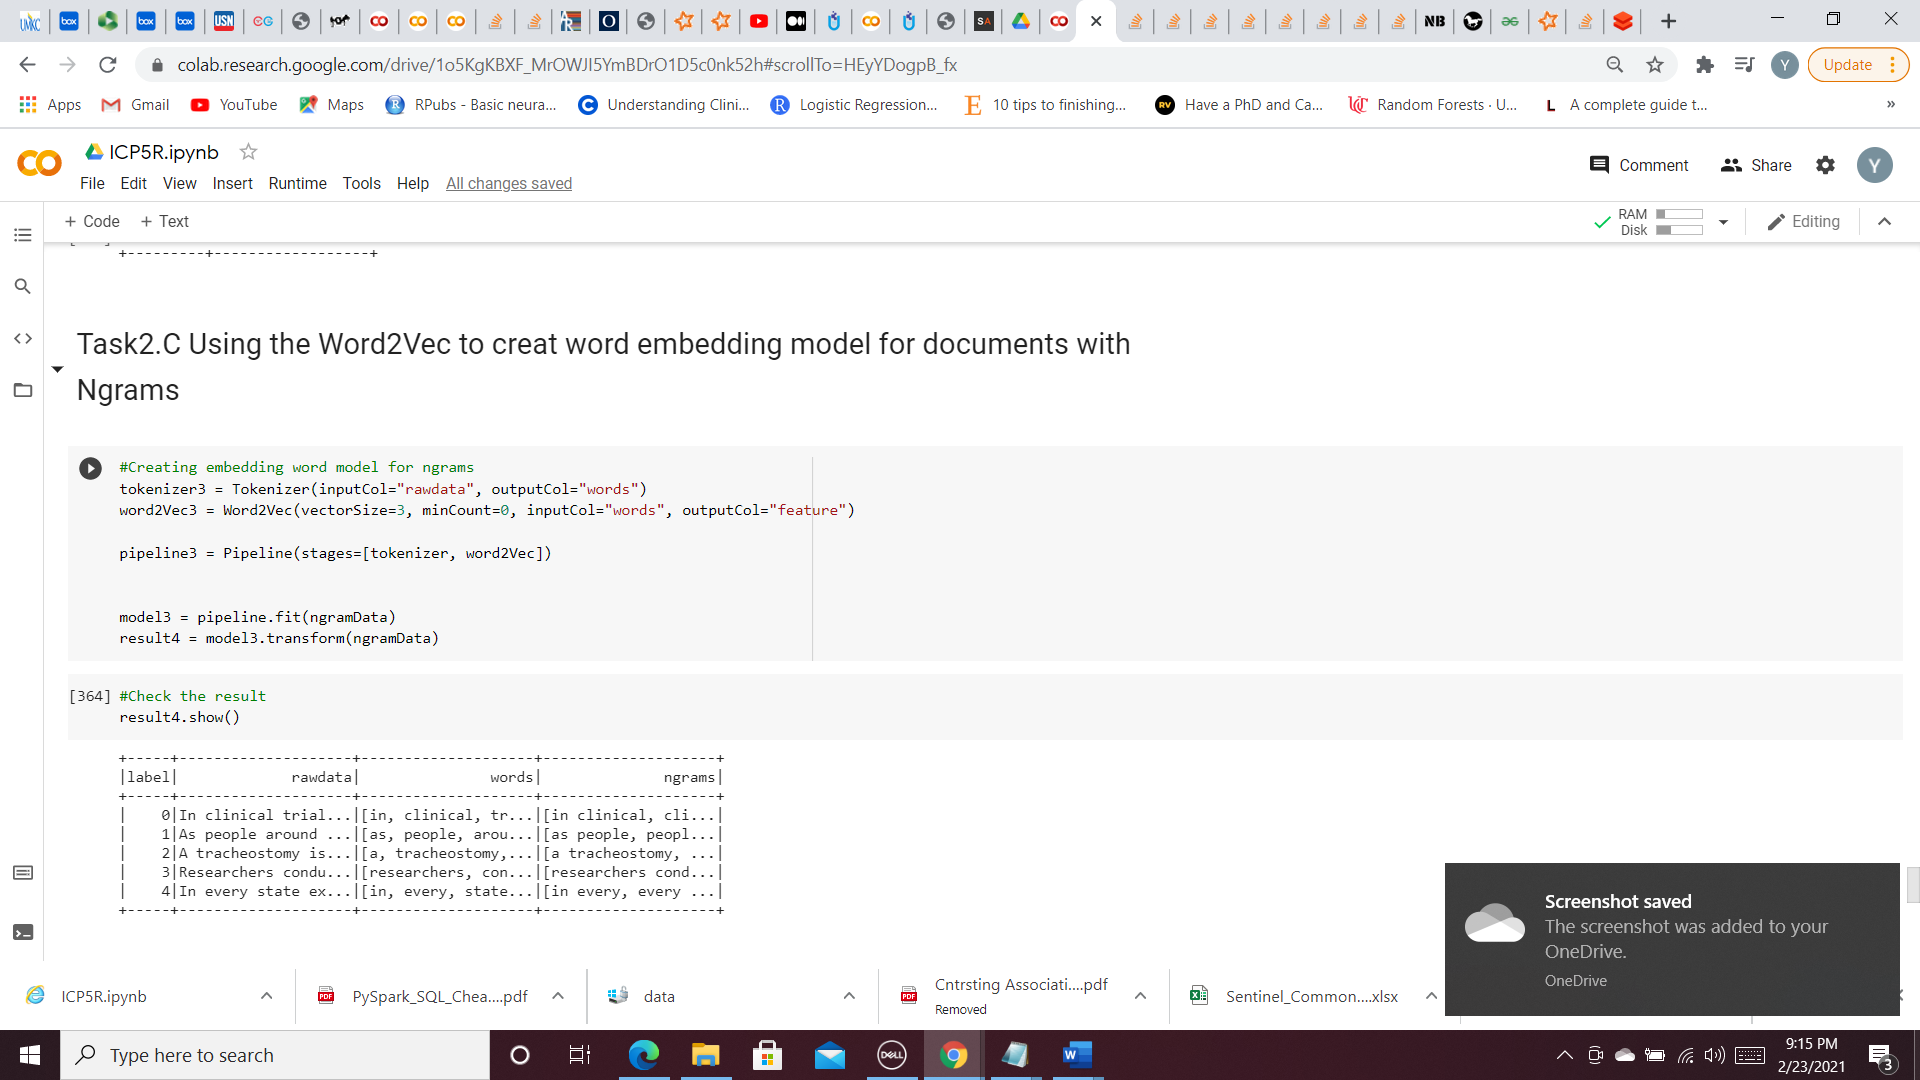 colab.research.google.com/drive/1o5KgKBXF_MrOWJI5YmBDrO1D5c0nk52h#scrollTo=HEyYDogpB_fx
Update
Apps Gmail YouTube Maps RPubs - Basic neura... Understanding Clini... Logistic Regression... 10 tips to finishing... Have a PhD and Ca... Random Forests · U... A complete guide t... »
ICP5R.ipynb
Comment Share Y
File Edit View Insert Runtime Tools Help All changes saved
+ Code + Text
RAM
Disk
Editing
+---------+------------------+
Task2.C Using the Word2Vec to creat word embedding model for documents with
Ngrams
#Creating embedding word model for ngrams
tokenizer3 = Tokenizer(inputCol="rawdata", outputCol="words")
word2Vec3 = Word2Vec(vectorSize=3, minCount=0, inputCol="words", outputCol="feature")
pipeline3 = Pipeline(stages=[tokenizer, word2Vec])
model3 = pipeline.fit(ngramData)
result4 = model3.transform(ngramData)
[364] #Check the result
result4.show()
+-----+--------------------+--------------------+--------------------+
|label|             rawdata|               words|              ngrams|
+-----+--------------------+--------------------+--------------------+
|    0|In clinical trial...|[in, clinical, tr...|[in clinical, cli...|
|    1|As people around ...|[as, people, arou...|[as people, peopl...|
|    2|A tracheostomy is...|[a, tracheostomy,...|[a tracheostomy, ...|
|    3|Researchers condu...|[researchers, con...|[researchers cond...|
|    4|In every state ex...|[in, every, state...|[in every, every ...|
+-----+--------------------+--------------------+--------------------+
Screenshot saved
The screenshot was added to your
OneDrive.
OneDrive
ICP5R.ipynb PySpark_SQL_Chea....pdf data Cntrsting Associati....pdf Sentinel_Common....xlsx
Removed
Type here to search
DELL
9:15 PM
2/23/2021
3